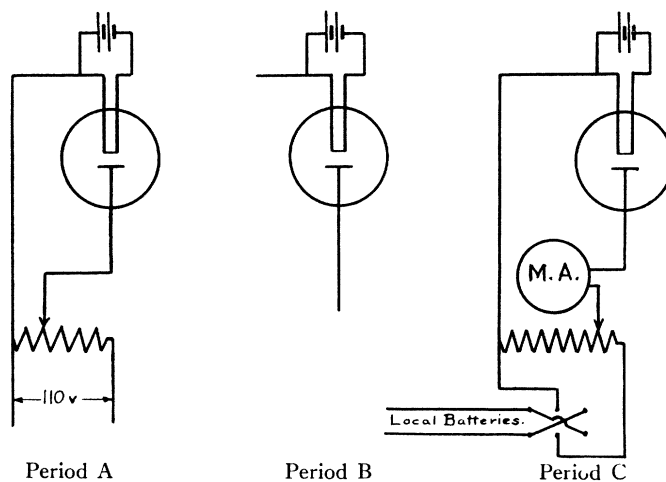 M.A.
110 v
Local Batteries.
Period A
Period B
Period C